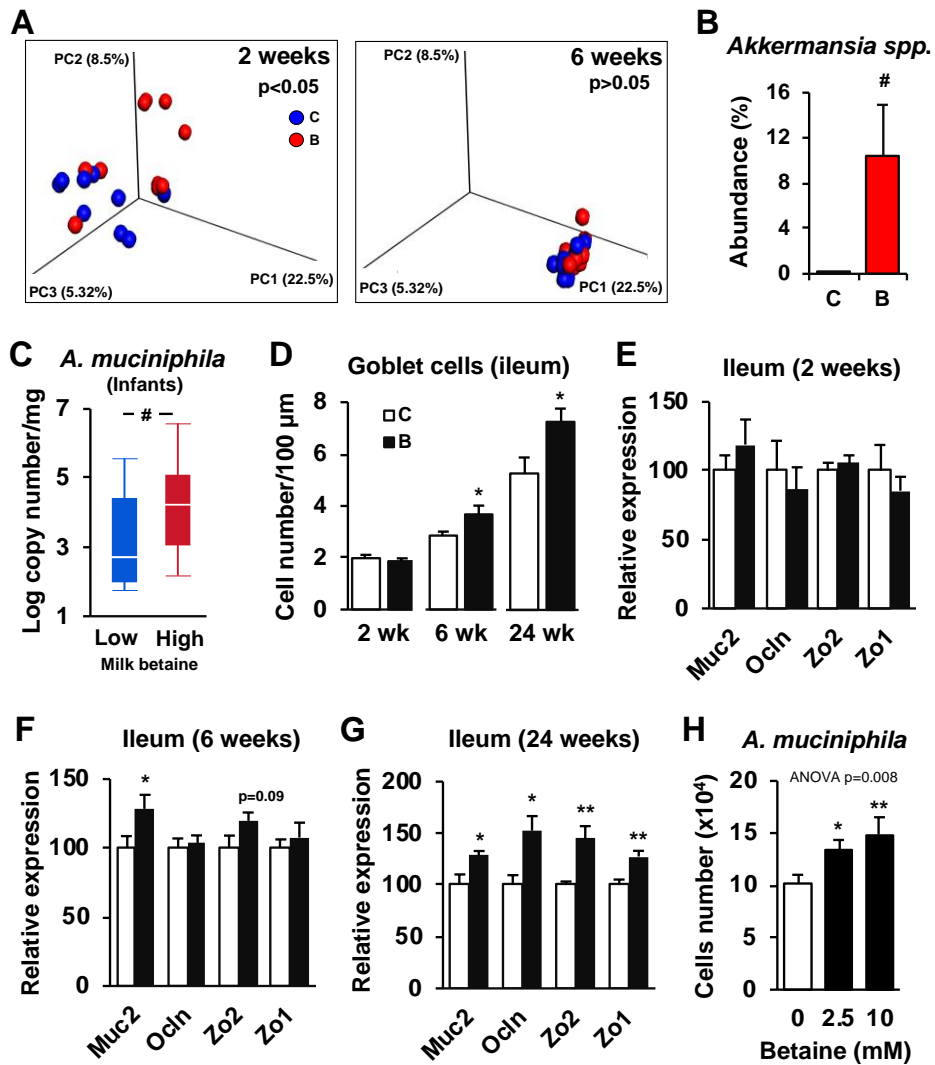 A
2 weeks
p<0.05
C
B
PC2 (8.5%)
PC1 (22.5%)
PC3 (5.32%)
6 weeks
p>0.05
PC2 (8.5%)
PC1 (22.5%)
PC3 (5.32%)
B
Akkermansia spp.
#
Abundance (%)
16
12
8
4
0
C B
C
A. muciniphila
(Infants)
#
Log copy number/mg
7
5
3
1
Low High
Milk betaine
D
Goblet cells (ileum)
C
B
Cell number/100 µm
8
6
4
2
0
* *
2 wk 6 wk 24 wk
E
Ileum (2 weeks)
Relative expression
150
100
50
0
Muc2 Ocln Zo2 Zo1
F
Ileum (6 weeks)
Relative expression
150
100
50
0
*
p=0.09
Muc2 Ocln Zo2 Zo1
G
Ileum (24 weeks)
Relative expression
200
150
100
50
0
* * ** **
Muc2 Ocln Zo2 Zo1
H
A. muciniphila
ANOVA p=0.008
Cells number (x10⁴)
20
15
10
5
0
* **
0 2.5 10
Betaine (mM)